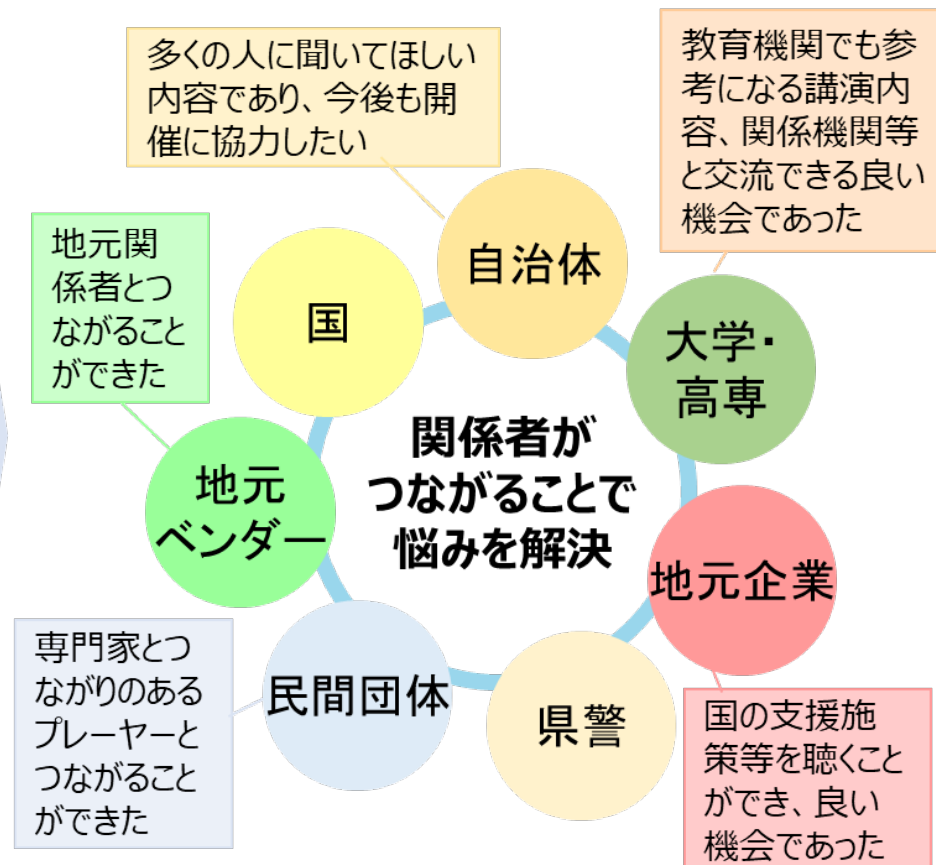 多くの人に聞いてほしい
内容であり、今後も開
催に協力したい
教育機関でも参
考になる講演内
容、関係機関等
と交流できる良い
機会であった
地元関
係者とつ
ながること
ができた
国
自治体
大学・
高専
関係者が
つながることで
悩みを解決
地元
ベンダー
地元企業
専門家とつ
ながりのある
プレーヤーと
つながること
ができた
民間団体
県警
国の支援施
策等を聴くこと
ができ、良い
機会であった